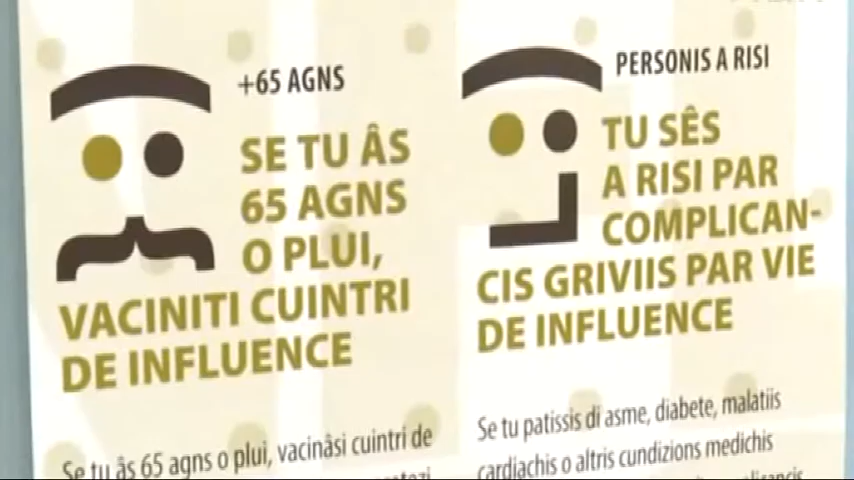 +65 AGNS
SE TU ÂS
65 AGNS
O PLUI,
VACINITI CUINTRI
DE INFLUENCE
Se tu âs 65 agns o plui, vacinâsi cuintri de
PERSONIS A RISI
TU SÊS
A RISI PAR
COMPLICAN-
CIS GRIVIIS PAR VIE
DE INFLUENCE
Se tu patissis di asme, diabete, malatiis
cardiachis o altris cundizions medichis